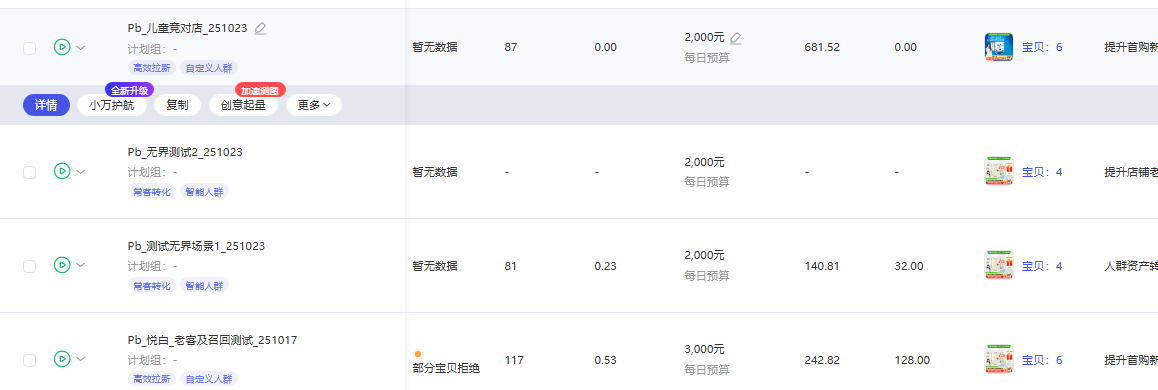 Pb_儿童竞对店_251023
计划组： -
高效拉新 自定义人群
暂无数据
87
0.00
2,000元
每日预算
681.52
0.00
宝贝：6
提升首购新
全新升级
加速测图
详情
小万护航
复制
创意起量
更多
Pb_无界测试2_251023
计划组： -
常客转化 智能人群
暂无数据
-
-
2,000元
每日预算
-
-
宝贝：4
提升店铺老
Pb_测试无界场景1_251023
计划组： -
常客转化 智能人群
暂无数据
81
0.23
2,000元
每日预算
140.81
32.00
宝贝：4
人群资产转
Pb_悦白_老客及召回测试_251017
计划组： -
高效拉新 自定义人群
部分宝贝拒绝
117
0.53
3,000元
每日预算
242.82
128.00
宝贝：6
提升首购新